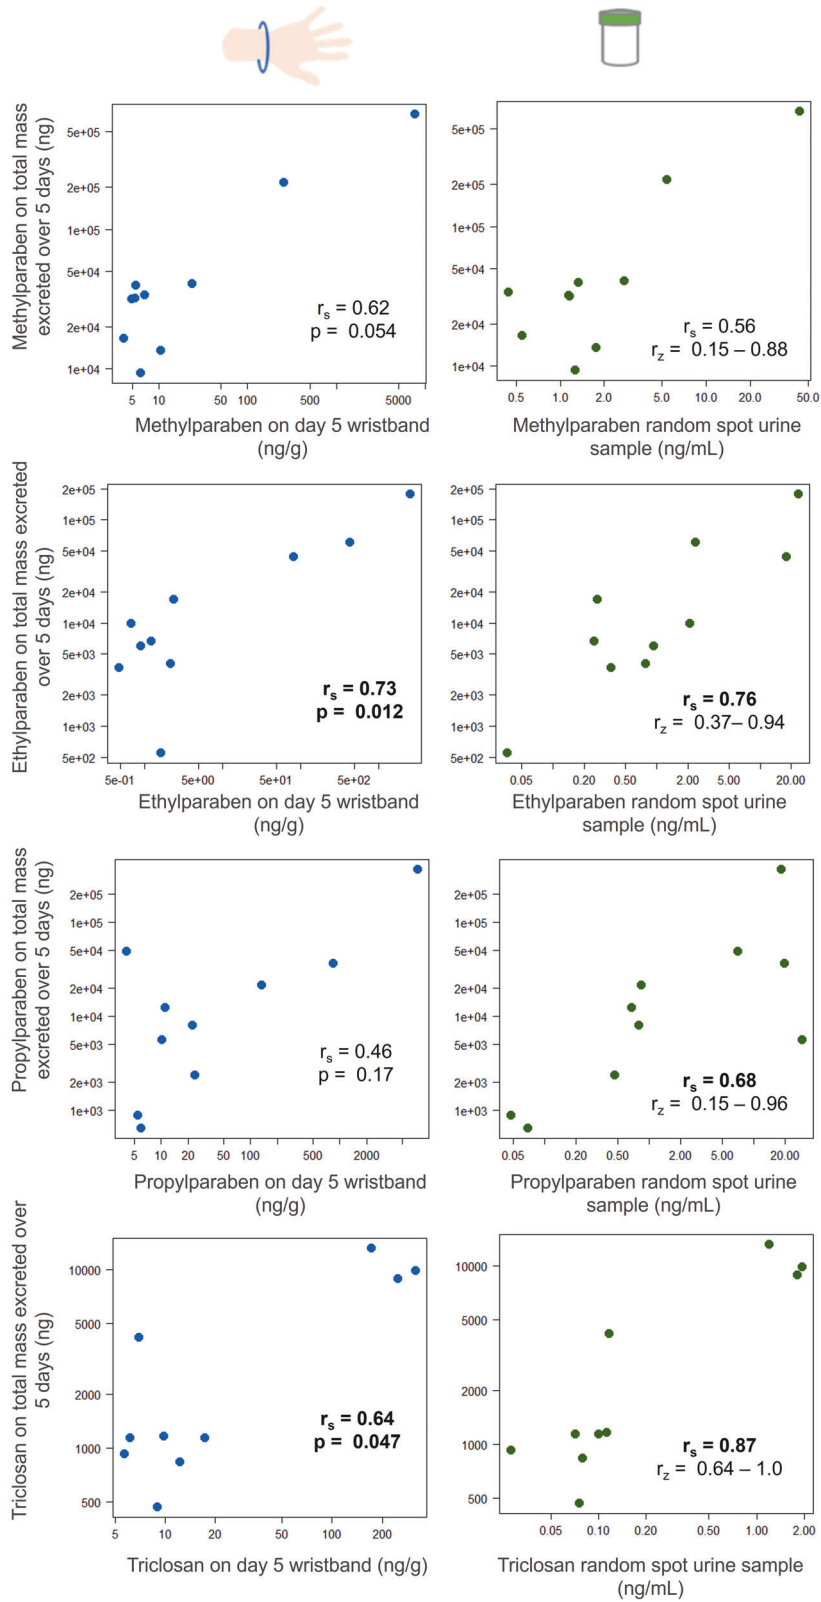 Methylparaben on total mass
excreted over 5 days (ng)
5e+05
2e+05
1e+05
5e+04
2e+04
1e+04
rs = 0.62
p = 0.054
5 10 50 100 500 5000
Methylparaben on day 5 wristband
(ng/g)
5e+05
2e+05
1e+05
5e+04
2e+04
1e+04
rs = 0.56
rz = 0.15 – 0.88
0.5 1.0 2.0 5.0 10.0 20.0 50.0
Methylparaben random spot urine
sample (ng/mL)
Ethylparaben on total mass excreted
over 5 days (ng)
2e+05
1e+05
5e+04
2e+04
1e+04
5e+03
2e+03
1e+03
5e+02
rs = 0.73
p = 0.012
5e-01 5e+00 5e+01 5e+02
Ethylparaben on day 5 wristband
(ng/g)
2e+05
1e+05
5e+04
2e+04
1e+04
5e+03
2e+03
1e+03
5e+02
rs = 0.76
rz = 0.37– 0.94
0.05 0.20 0.50 2.00 5.00 20.00
Ethylparaben random spot urine
sample (ng/mL)
Propylparaben on total mass
excreted over 5 days (ng)
2e+05
1e+05
5e+04
2e+04
1e+04
5e+03
2e+03
1e+03
rs = 0.46
p = 0.17
5 10 20 50 100 500 2000
Propylparaben on day 5 wristband
(ng/g)
2e+05
1e+05
5e+04
2e+04
1e+04
5e+03
2e+03
1e+03
rs = 0.68
rz = 0.15 – 0.96
0.05 0.20 0.50 2.00 5.00 20.00
Propylparaben random spot urine
sample (ng/mL)
Triclosan on total mass excreted over
5 days (ng)
10000
5000
2000
1000
500
rs = 0.64
p = 0.047
5 10 20 50 100 200
Triclosan on day 5 wristband (ng/g)
10000
5000
2000
1000
500
rs = 0.87
rz = 0.64 – 1.0
0.05 0.10 0.20 0.50 1.00 2.00
Triclosan random spot urine sample
(ng/mL)